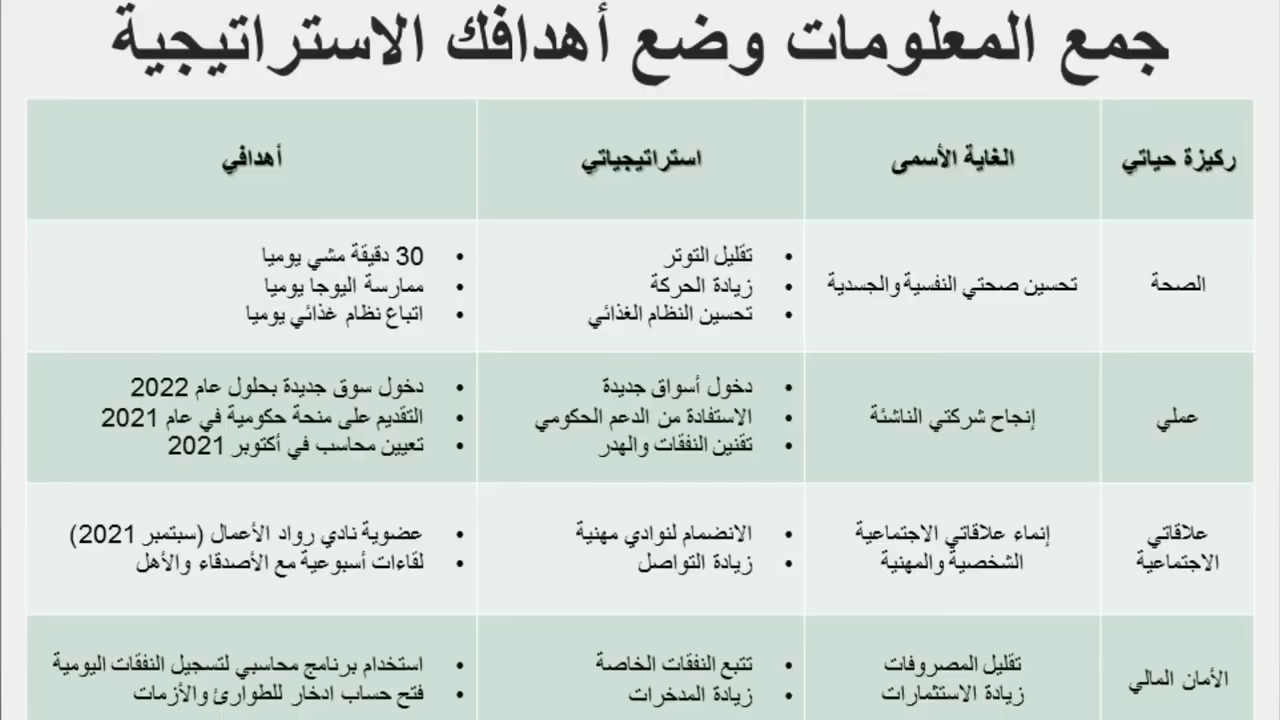 جمع المعلومات وضع أهدافك الاستراتيجية
ركيزة حياتي
الغاية الأسمى
استراتيجياتي
أهدافي
الصحة
تحسين صحتي النفسية والجسدية
• تقليل التوتر
• زيادة الحركة
• تحسين النظام الغذائي
• 30 دقيقة مشي يوميا
• ممارسة اليوجا يوميا
• اتباع نظام غذائي يوميا
عملي
إنجاح شركتي الناشئة
• دخول أسواق جديدة
• الاستفادة من الدعم الحكومي
• تقنين النفقات والهدر
• دخول سوق جديدة بحلول عام 2022
• التقديم على منحة حكومية في عام 2021
• تعيين محاسب في أكتوبر 2021
علاقاتي
الاجتماعية
إنماء علاقاتي الاجتماعية
الشخصية والمهنية
• الانضمام لنوادي مهنية
• زيادة التواصل
• عضوية نادي رواد الأعمال (سبتمبر 2021)
• لقاءات أسبوعية مع الأصدقاء والأهل
الأمان المالي
تقليل المصروفات
زيادة الاستثمارات
• تتبع النفقات الخاصة
• زيادة المدخرات
• استخدام برنامج محاسبي لتسجيل النفقات اليومية
• فتح حساب ادخار للطوارئ والأزمات